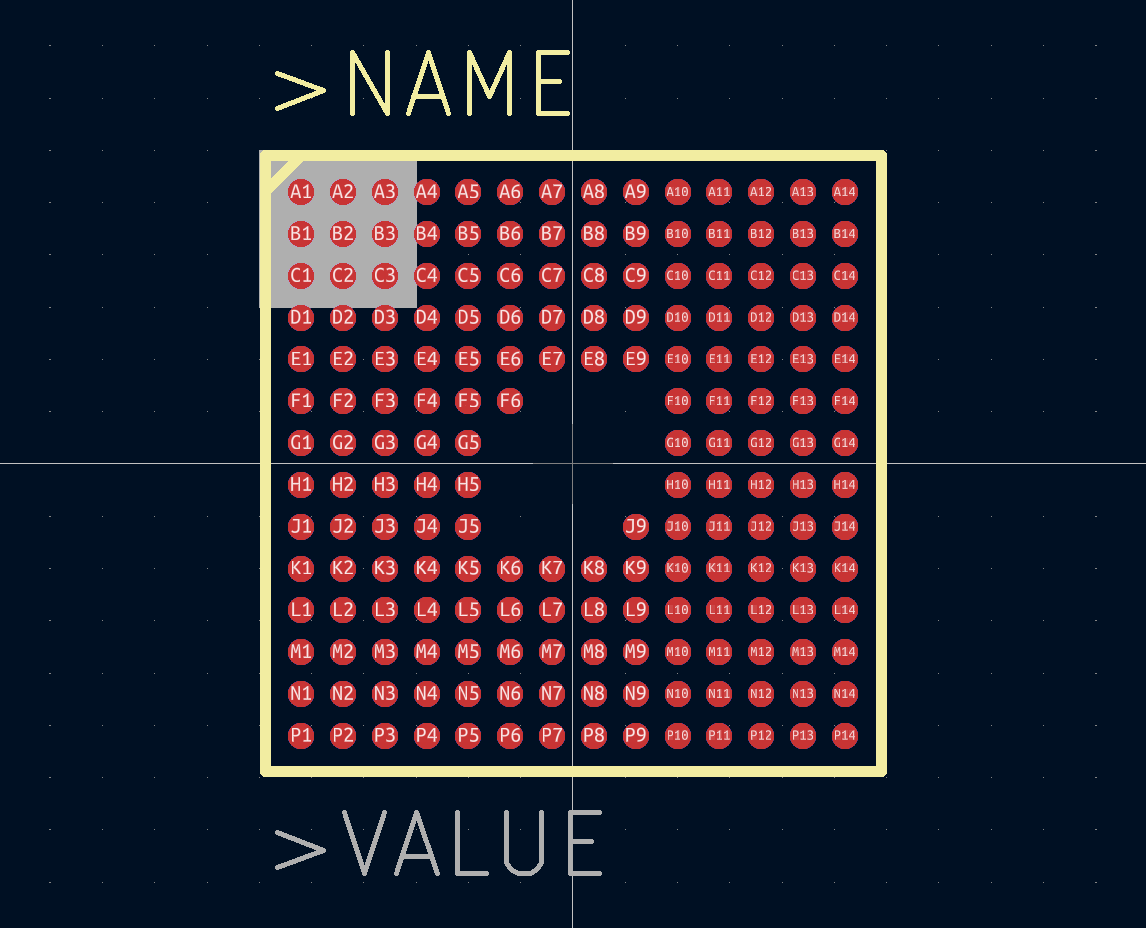 >NAME
A1 A2 A3 A4 A5 A6 A7 A8 A9 A10 A11 A12 A13 A14
B1 B2 B3 B4 B5 B6 B7 B8 B9 B10 B11 B12 B13 B14
C1 C2 C3 C4 C5 C6 C7 C8 C9 C10 C11 C12 C13 C14
D1 D2 D3 D4 D5 D6 D7 D8 D9 D10 D11 D12 D13 D14
E1 E2 E3 E4 E5 E6 E7 E8 E9 E10 E11 E12 E13 E14
F1 F2 F3 F4 F5 F6 F10 F11 F12 F13 F14
G1 G2 G3 G4 G5 G10 G11 G12 G13 G14
H1 H2 H3 H4 H5 H10 H11 H12 H13 H14
J1 J2 J3 J4 J5 J9 J10 J11 J12 J13 J14
K1 K2 K3 K4 K5 K6 K7 K8 K9 K10 K11 K12 K13 K14
L1 L2 L3 L4 L5 L6 L7 L8 L9 L10 L11 L12 L13 L14
M1 M2 M3 M4 M5 M6 M7 M8 M9 M10 M11 M12 M13 M14
N1 N2 N3 N4 N5 N6 N7 N8 N9 N10 N11 N12 N13 N14
P1 P2 P3 P4 P5 P6 P7 P8 P9 P10 P11 P12 P13 P14
>VALUE